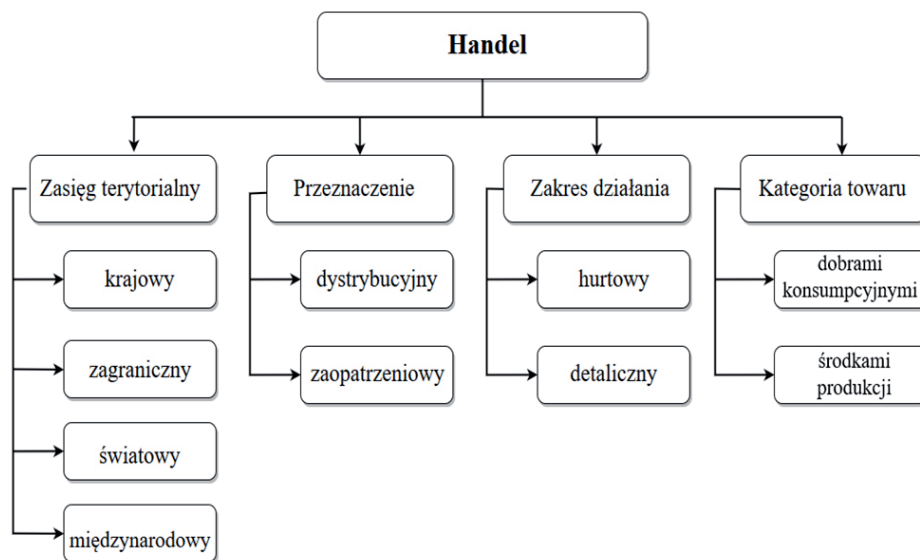 Handel
Zasięg terytorialny
krajowy
zagraniczny
światowy
międzynarodowy
Przeznaczenie
dystrybucyjny
zaopatrzeniowy
Zakres działania
hurtowy
detaliczny
Kategoria towaru
dobrami
konsumpcyjnymi
środkami
produkcji